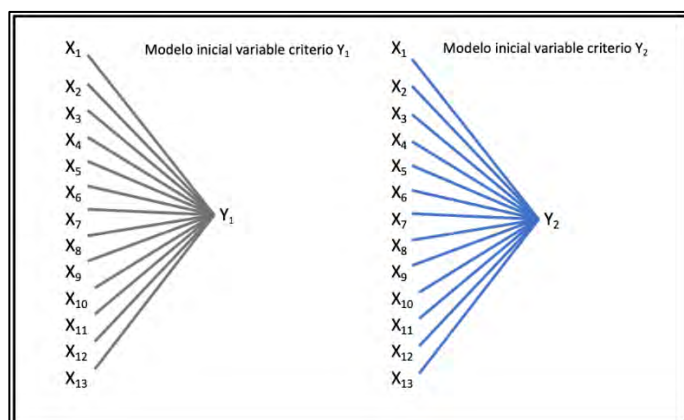 Modelo inicial variable criterio Y₁
X₁
X₂
X₃
X₄
X₅
X₆
X₇
X₈
X₉
X₁₀
X₁₁
X₁₂
X₁₃
Y₁
Modelo inicial variable criterio Y₂
X₁
X₂
X₃
X₄
X₅
X₆
X₇
X₈
X₉
X₁₀
X₁₁
X₁₂
X₁₃
Y₂